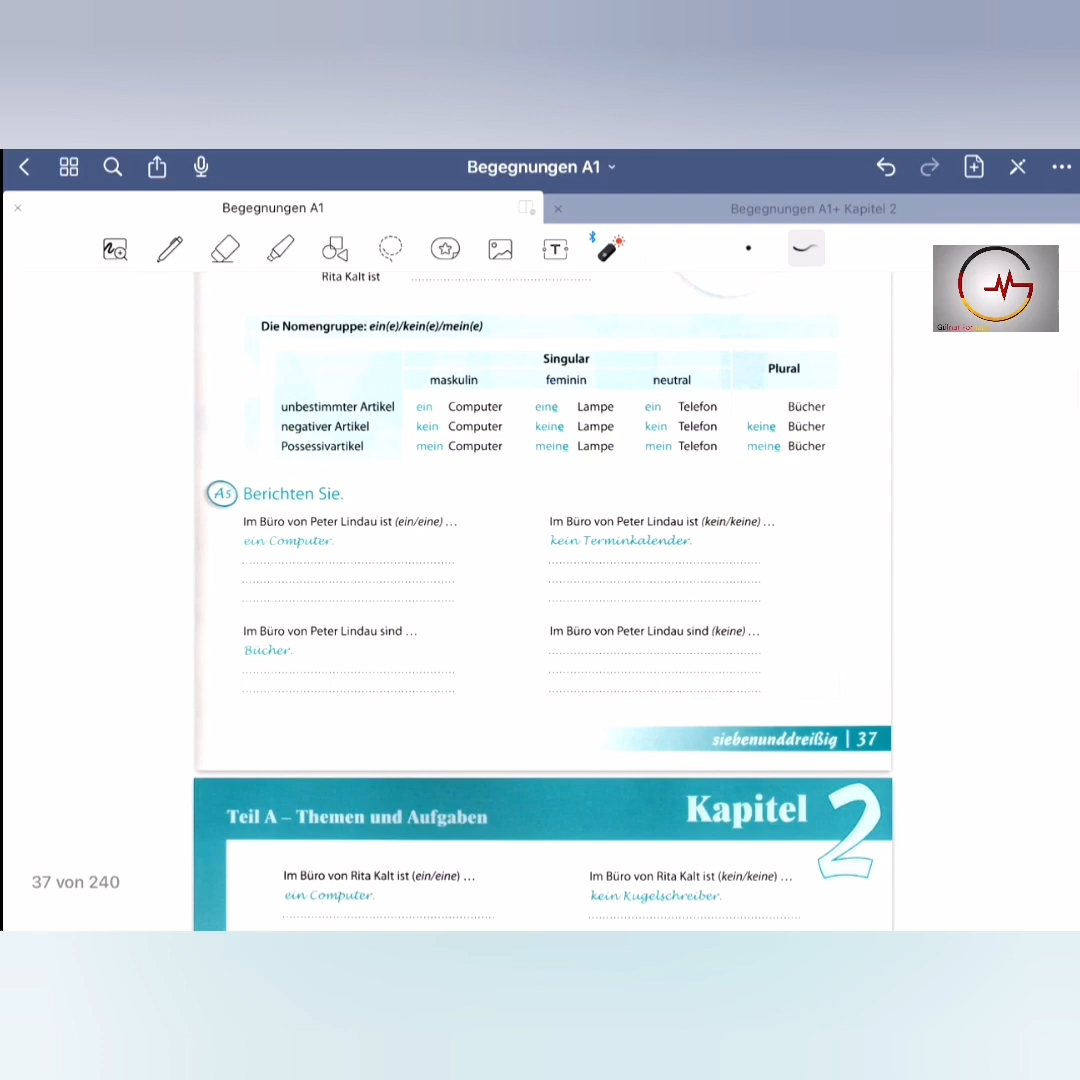 Begegnungen A1
Begegnungen A1
Begegnungen A1+ Kapitel 2
T
Rita Kalt ist
Die Nomengruppe: ein(e)/kein(e)/mein(e)
Singular Plural
maskulin feminin neutral
unbestimmter Artikel ein Computer eine Lampe ein Telefon Bücher
negativer Artikel kein Computer keine Lampe kein Telefon keine Bücher
Possessivartikel mein Computer meine Lampe mein Telefon meine Bücher
A5 Berichten Sie.
Im Büro von Peter Lindau ist (ein/eine) …
ein Computer.
Im Büro von Peter Lindau ist (kein/keine) …
kein Terminkalender.
Im Büro von Peter Lindau sind …
Bücher.
Im Büro von Peter Lindau sind (keine) …
siebenunddreißig | 37
Teil A – Themen und Aufgaben
Kapitel 2
Im Büro von Rita Kalt ist (ein/eine) …
ein Computer.
Im Büro von Rita Kalt ist (kein/keine) …
kein Kugelschreiber.
37 von 240